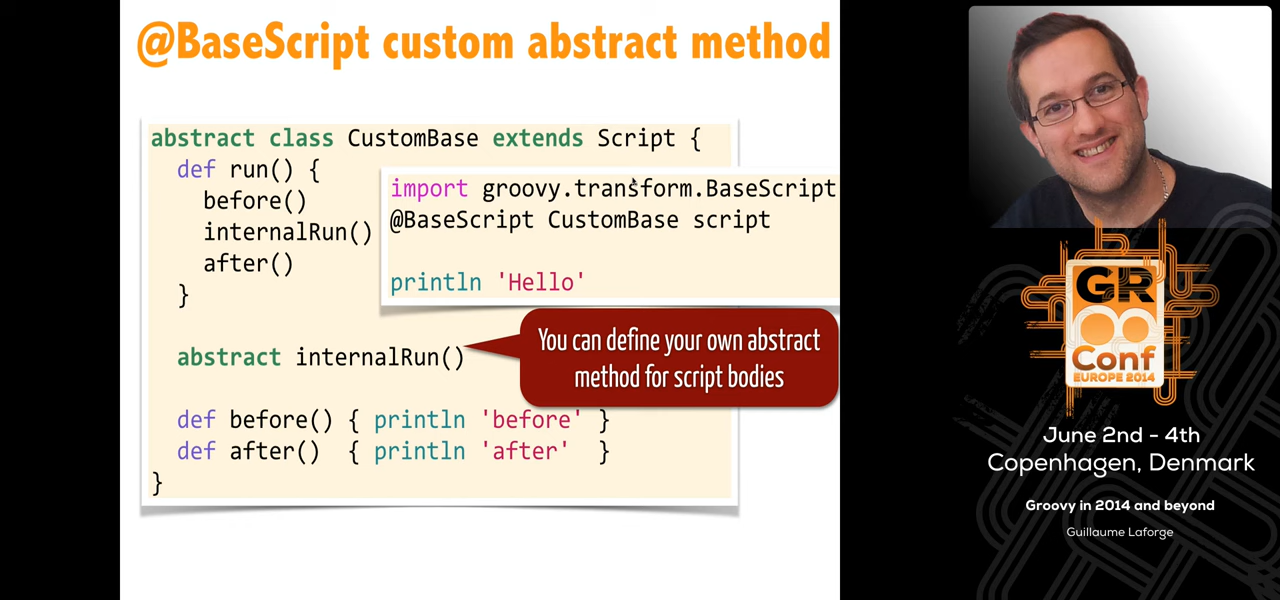 @BaseScript custom abstract method
abstract class CustomBase extends Script {
def run() {
before()
internalRun()
after()
}
abstract internalRun()
def before() { println 'before' }
def after() { println 'after' }
}
import groovy.transform.BaseScript
@BaseScript CustomBase script
println 'Hello'
You can define your own abstract
method for script bodies
GR
Conf
EUROPE 2014
June 2nd - 4th
Copenhagen, Denmark
Groovy in 2014 and beyond
Guillaume Laforge